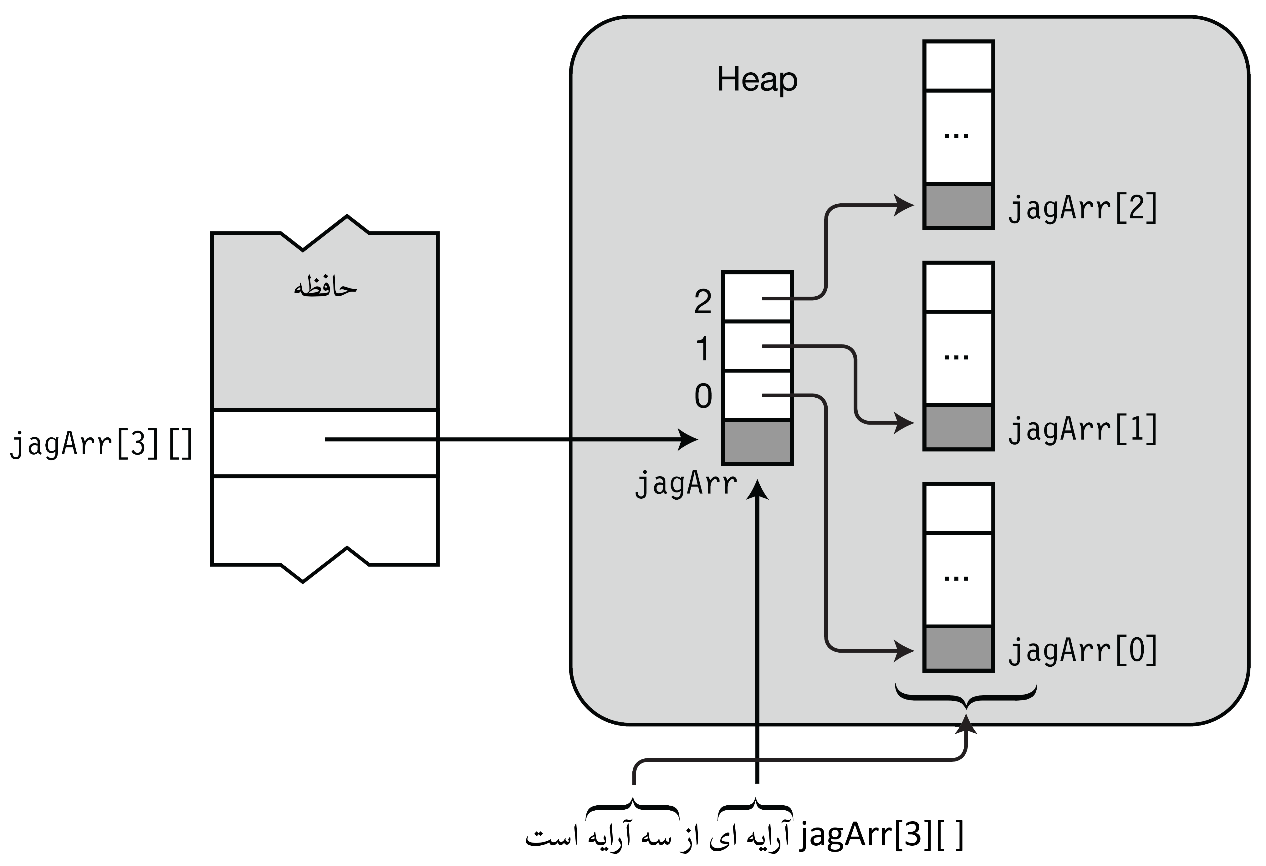 Heap
حافظه
jagArr[3][]
2
1
0
jagArr
...
jagArr[2]
...
jagArr[1]
...
jagArr[0]
jagArr[3][ ] آرایه ای از سه آرایه است